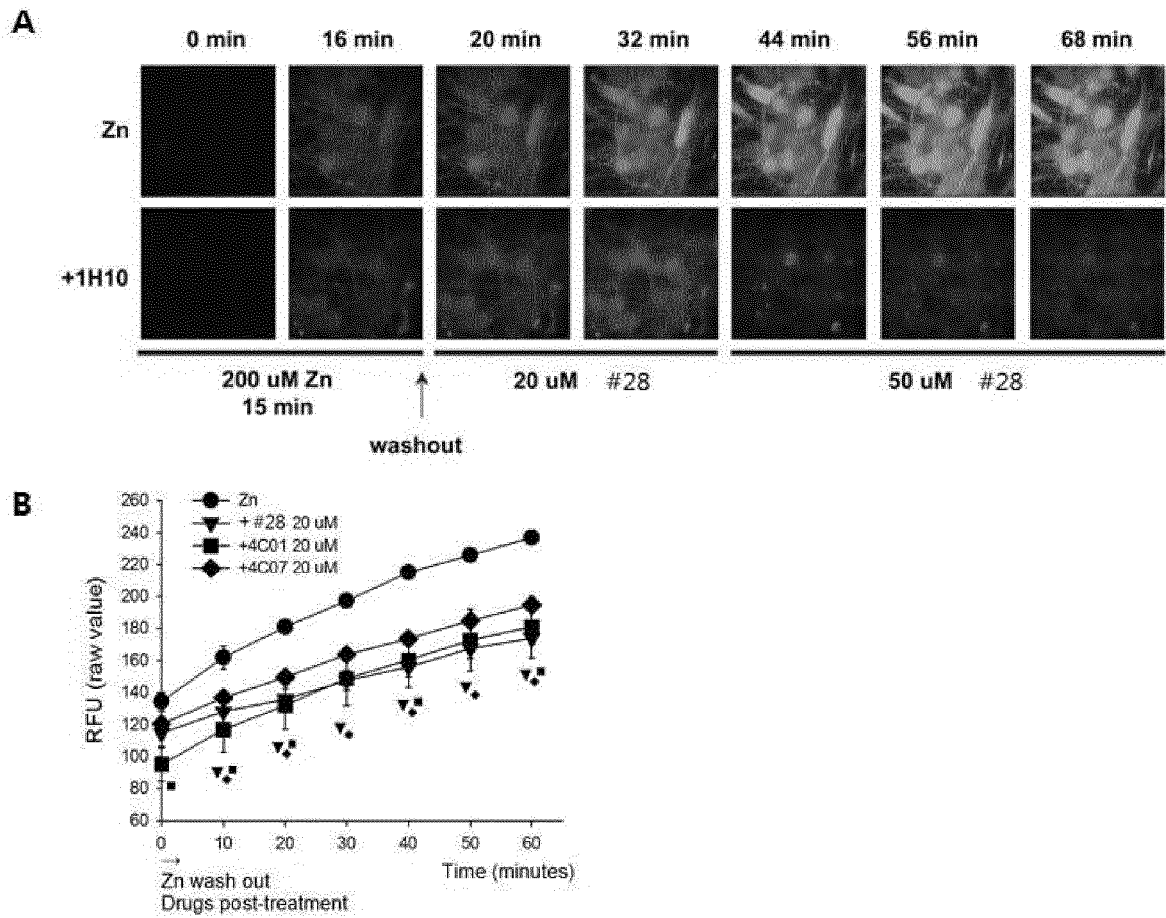 A
0 min 16 min 20 min 32 min 44 min 56 min 68 min
Zn
+1H10
200 uM Zn
15 min
20 uM #28
50 uM #28
washout
B
260
240
220
200
180
160
140
120
100
80
60
RFU (raw value)
Zn
+ #28 20 uM
+4C01 20 uM
+4C07 20 uM
0 10 20 30 40 50 60
Time (minutes)
Zn wash out
Drugs post-treatment